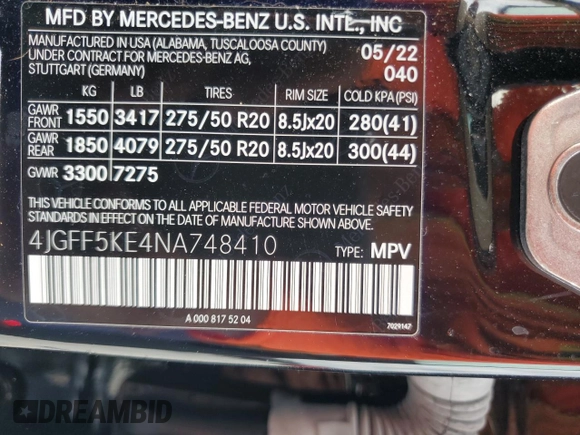 MFD BY MERCEDES-BENZ U.S. INTL., INC
MANUFACTURED IN USA (ALABAMA, TUSCALOOSA COUNTY) 05/22
UNDER CONTRACT FOR MERCEDES-BENZ AG,
STUTTGART (GERMANY) 040
KG LB TIRES RIM SIZE COLD KPA (PSI)
GAWR FRONT 1550 3417 275/50 R20 8.5Jx20 280(41)
GAWR REAR 1850 4079 275/50 R20 8.5Jx20 300(44)
GVWR 3300 7275
THIS VEHICLE CONFORMS TO ALL APPLICABLE FEDERAL MOTOR VEHICLE SAFETY
STANDARDS IN EFFECT ON THE DATE OF MANUFACTURE SHOWN ABOVE.
4JGFF5KE4NA748410 TYPE: MPV
A 000 817 52 04
7029147
DREAMBID